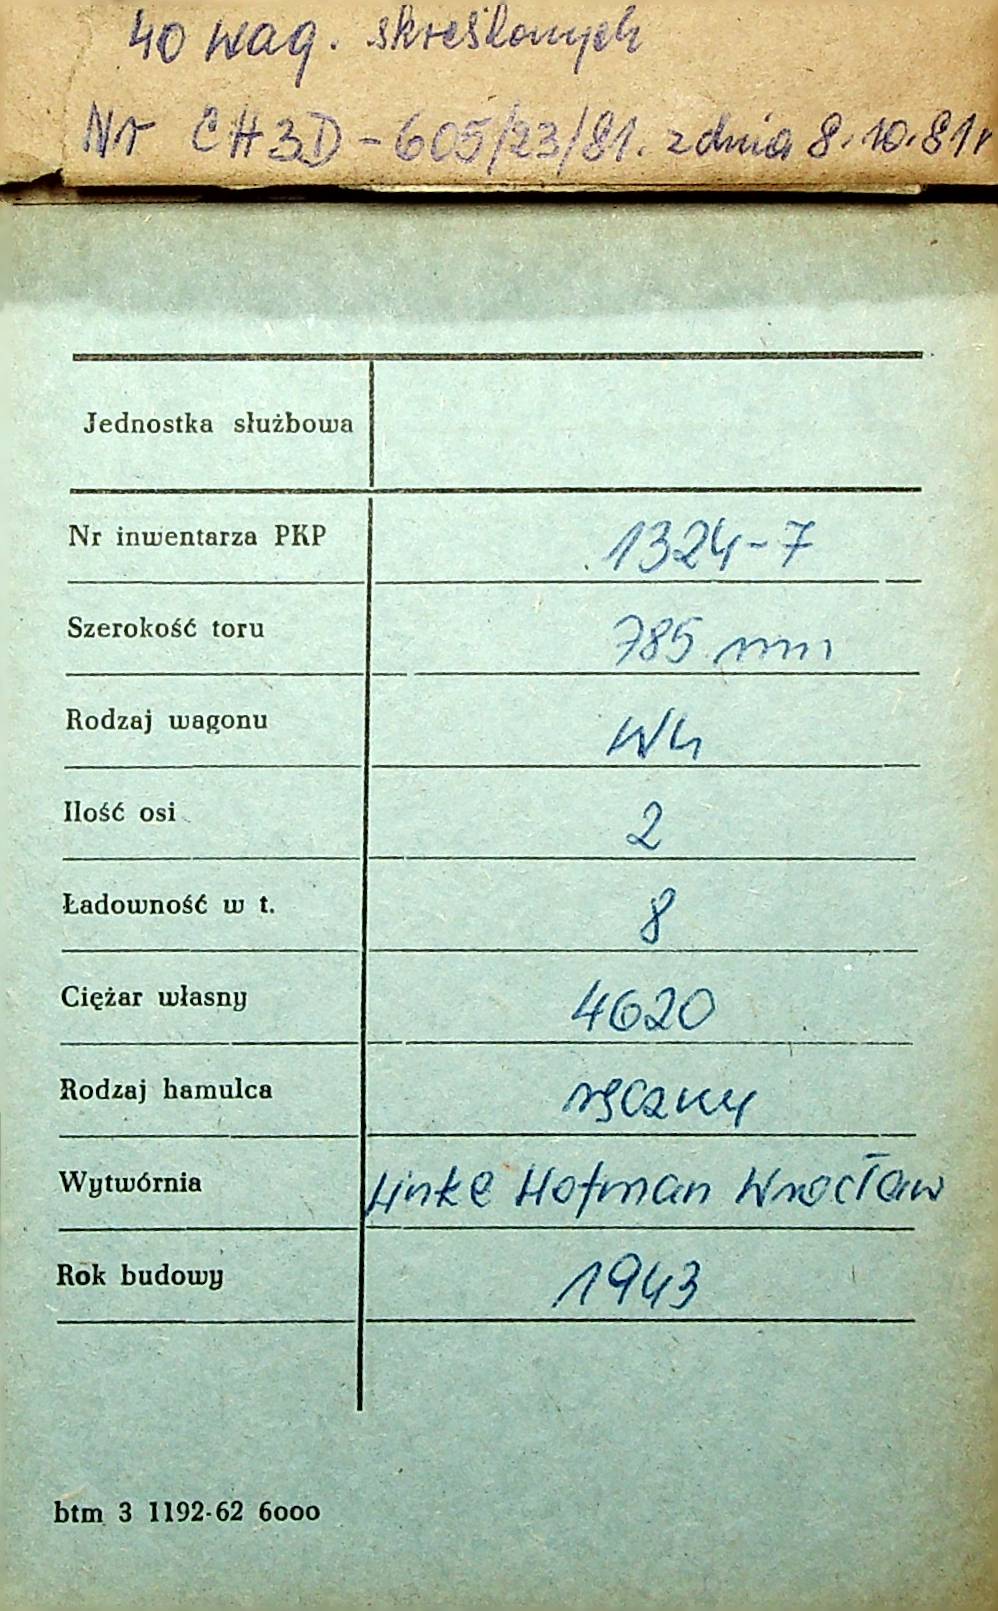 40 wag. skreślonych
Nr CH3D-605/23/81. z dnia 8.10.81r
Jednostka służbowa
Nr inwentarza PKP 1324-7
Szerokość toru 785 mm
Rodzaj wagonu Wh
Ilość osi 2
Ładowność w t. 8
Ciężar własny 4620
Rodzaj hamulca ręczny
Wytwórnia Linke Hofman Wrocław
Rok budowy 1943
btm 3 1192-62 6000